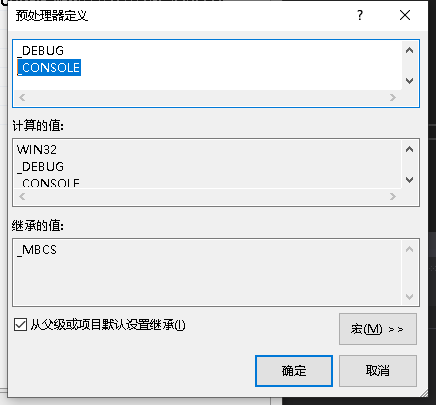 预处理器定义
_DEBUG
_CONSOLE
计算的值:
WIN32
_DEBUG
_CONSOLE
继承的值:
_MBCS
从父级或项目默认设置继承(I)
宏(M) >>
确定
取消